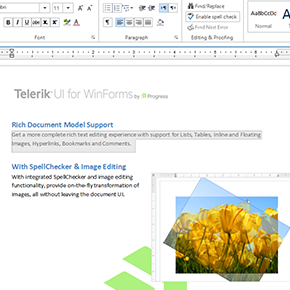 bri
11
Find/Replace
Enable spell check
Find Next Error
Font
Paragraph
Editing & Proofing
AaBbCcDc
Normal
Telerik UI for WinForms by Progress
Rich Document Model Support
Get a more complete rich text editing experience with support for Lists, Tables, Inline and Floating
Images, Hyperlinks, Bookmarks and Comments.
With SpellChecker & Image Editing
With integrated SpellChecker and image editing
functionality, provide on-the-fly transformation of
images, all without leaving the document UI.